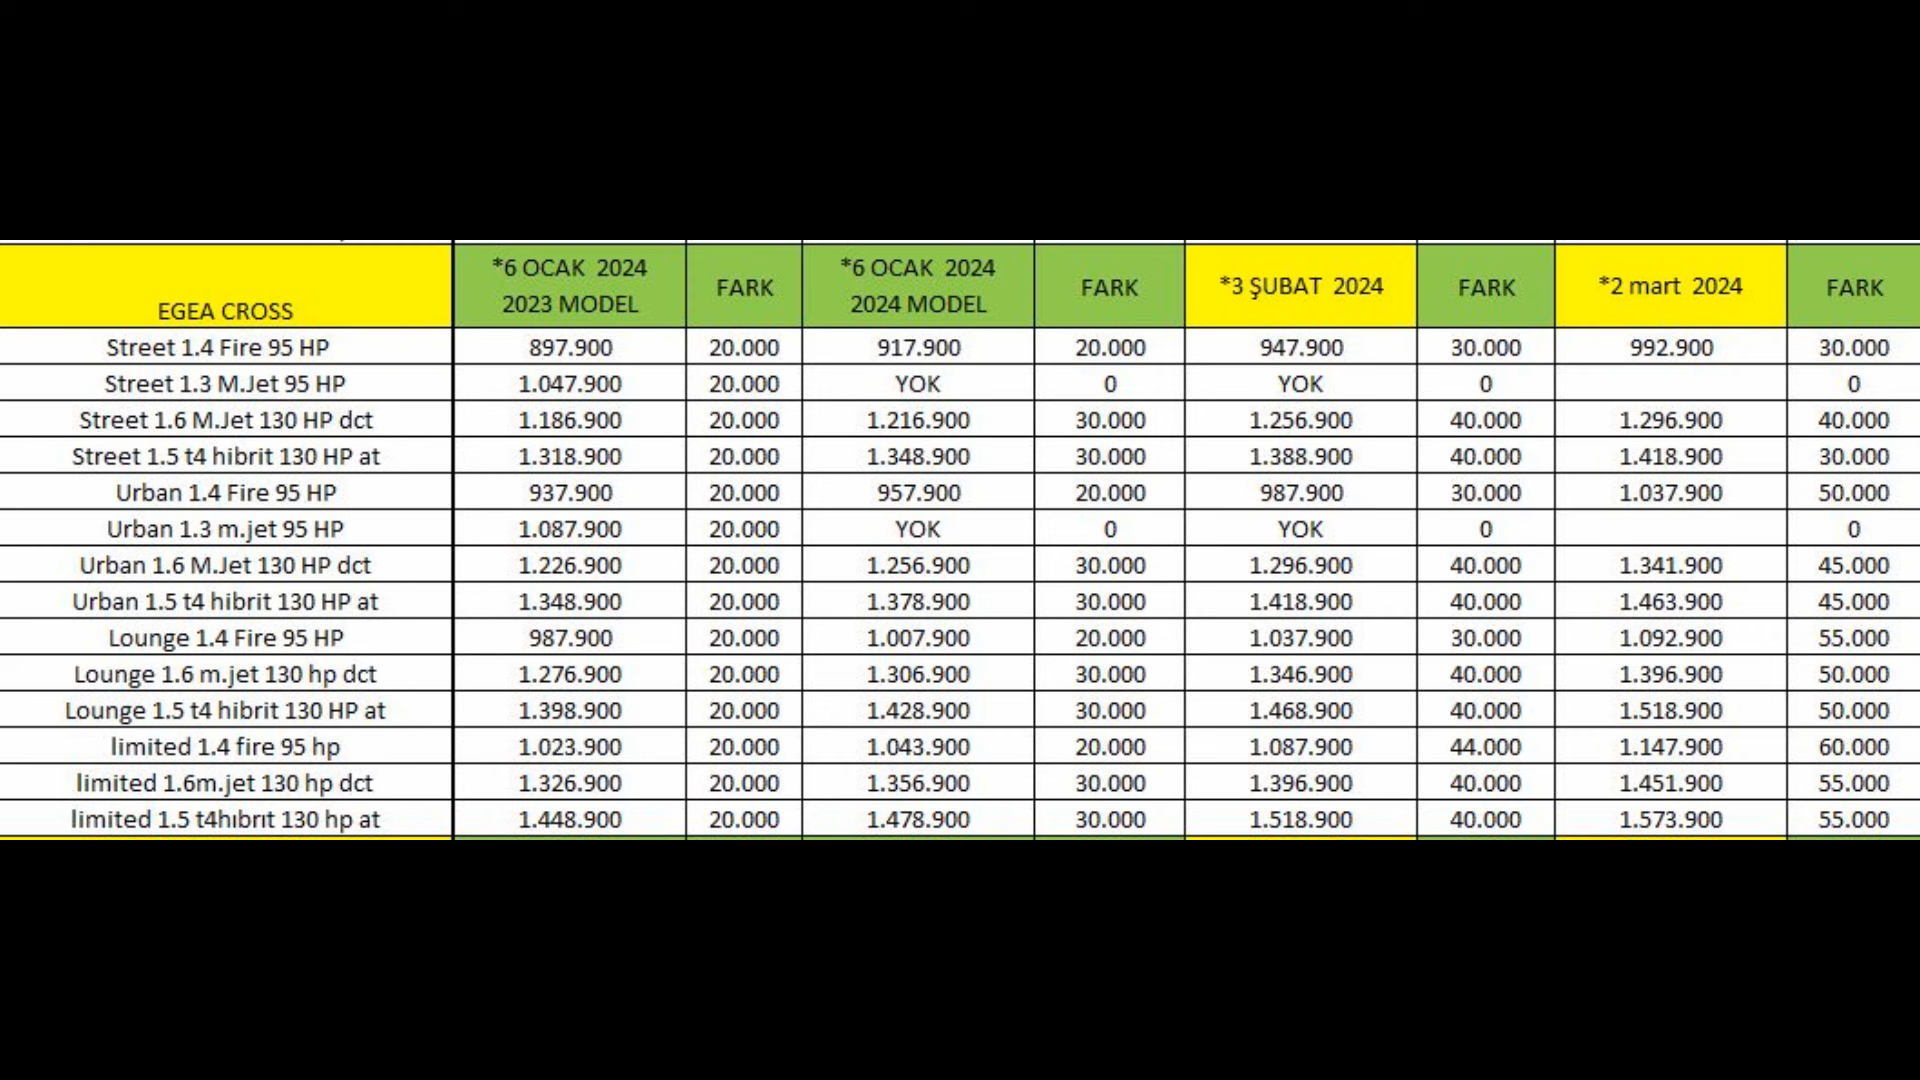 EGEA CROSS *6 OCAK 2024 2023 MODEL FARK *6 OCAK 2024 2024 MODEL FARK *3 ŞUBAT 2024 FARK *2 mart 2024 FARK
Street 1.4 Fire 95 HP 897.900 20.000 917.900 20.000 947.900 30.000 992.900 30.000
Street 1.3 M.Jet 95 HP 1.047.900 20.000 YOK 0 YOK 0 0
Street 1.6 M.Jet 130 HP dct 1.186.900 20.000 1.216.900 30.000 1.256.900 40.000 1.296.900 40.000
Street 1.5 t4 hibrit 130 HP at 1.318.900 20.000 1.348.900 30.000 1.388.900 40.000 1.418.900 30.000
Urban 1.4 Fire 95 HP 937.900 20.000 957.900 20.000 987.900 30.000 1.037.900 50.000
Urban 1.3 m.jet 95 HP 1.087.900 20.000 YOK 0 YOK 0 0
Urban 1.6 M.Jet 130 HP dct 1.226.900 20.000 1.256.900 30.000 1.296.900 40.000 1.341.900 45.000
Urban 1.5 t4 hibrit 130 HP at 1.348.900 20.000 1.378.900 30.000 1.418.900 40.000 1.463.900 45.000
Lounge 1.4 Fire 95 HP 987.900 20.000 1.007.900 20.000 1.037.900 30.000 1.092.900 55.000
Lounge 1.6 m.jet 130 hp dct 1.276.900 20.000 1.306.900 30.000 1.346.900 40.000 1.396.900 50.000
Lounge 1.5 t4 hibrit 130 HP at 1.398.900 20.000 1.428.900 30.000 1.468.900 40.000 1.518.900 50.000
limited 1.4 fire 95 hp 1.023.900 20.000 1.043.900 20.000 1.087.900 44.000 1.147.900 60.000
limited 1.6m.jet 130 hp dct 1.326.900 20.000 1.356.900 30.000 1.396.900 40.000 1.451.900 55.000
limited 1.5 t4hıbrıt 130 hp at 1.448.900 20.000 1.478.900 30.000 1.518.900 40.000 1.573.900 55.000